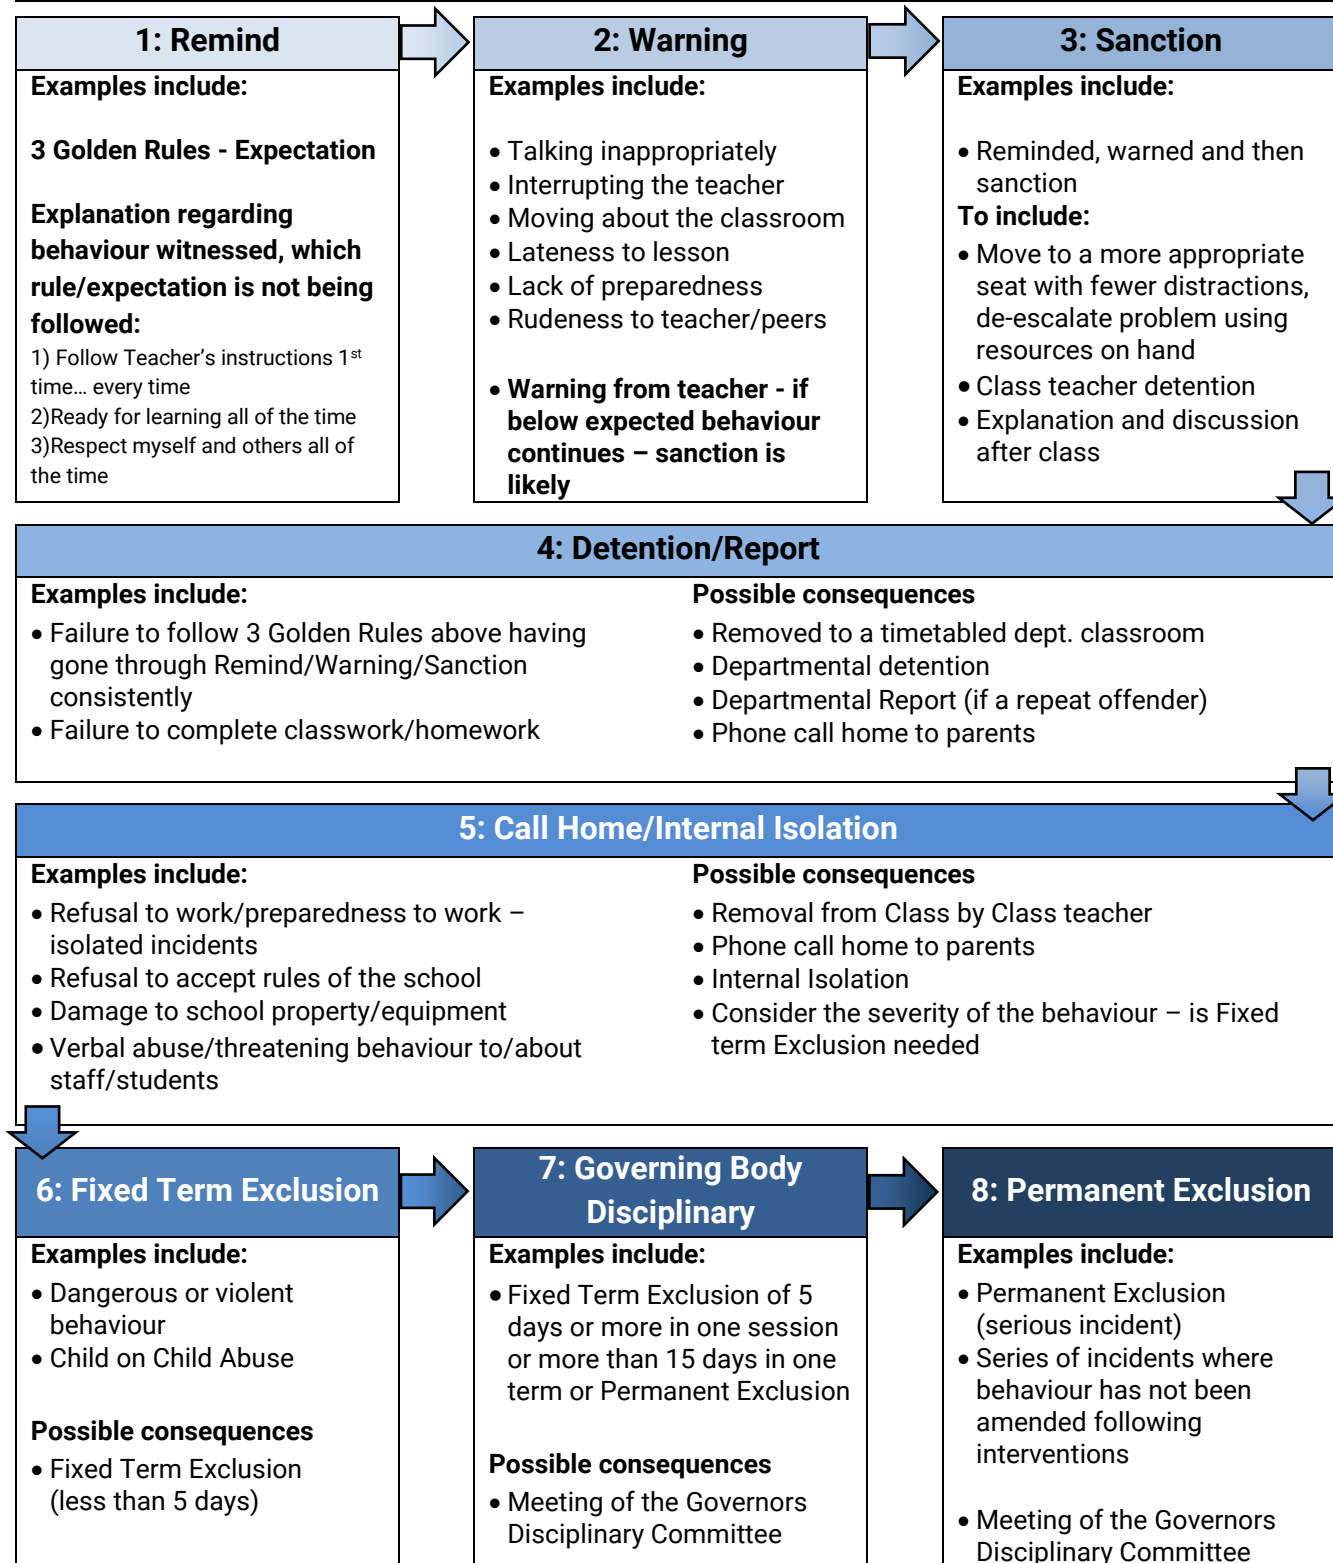 1: Remind
Examples include:
3 Golden Rules - Expectation
Explanation regarding
behaviour witnessed, which
rule/expectation is not being
followed:
1) Follow Teacher’s instructions 1st
time… every time
2)Ready for learning all of the time
3)Respect myself and others all of
the time
2: Warning
Examples include:
• Talking inappropriately
• Interrupting the teacher
• Moving about the classroom
• Lateness to lesson
• Lack of preparedness
• Rudeness to teacher/peers
• Warning from teacher - if
below expected behaviour
continues – sanction is
likely
3: Sanction
Examples include:
• Reminded, warned and then
sanction
To include:
• Move to a more appropriate
seat with fewer distractions,
de-escalate problem using
resources on hand
• Class teacher detention
• Explanation and discussion
after class
4: Detention/Report
Examples include:
• Failure to follow 3 Golden Rules above having
gone through Remind/Warning/Sanction
consistently
• Failure to complete classwork/homework
Possible consequences
• Removed to a timetabled dept. classroom
• Departmental detention
• Departmental Report (if a repeat offender)
• Phone call home to parents
5: Call Home/Internal Isolation
Examples include:
• Refusal to work/preparedness to work –
isolated incidents
• Refusal to accept rules of the school
• Damage to school property/equipment
• Verbal abuse/threatening behaviour to/about
staff/students
Possible consequences
• Removal from Class by Class teacher
• Phone call home to parents
• Internal Isolation
• Consider the severity of the behaviour – is Fixed
term Exclusion needed
6: Fixed Term Exclusion
Examples include:
• Dangerous or violent
behaviour
• Child on Child Abuse
Possible consequences
• Fixed Term Exclusion
(less than 5 days)
7: Governing Body
Disciplinary
Examples include:
• Fixed Term Exclusion of 5
days or more in one session
or more than 15 days in one
term or Permanent Exclusion
Possible consequences
• Meeting of the Governors
Disciplinary Committee
8: Permanent Exclusion
Examples include:
• Permanent Exclusion
(serious incident)
• Series of incidents where
behaviour has not been
amended following
interventions
• Meeting of the Governors
Disciplinary Committee